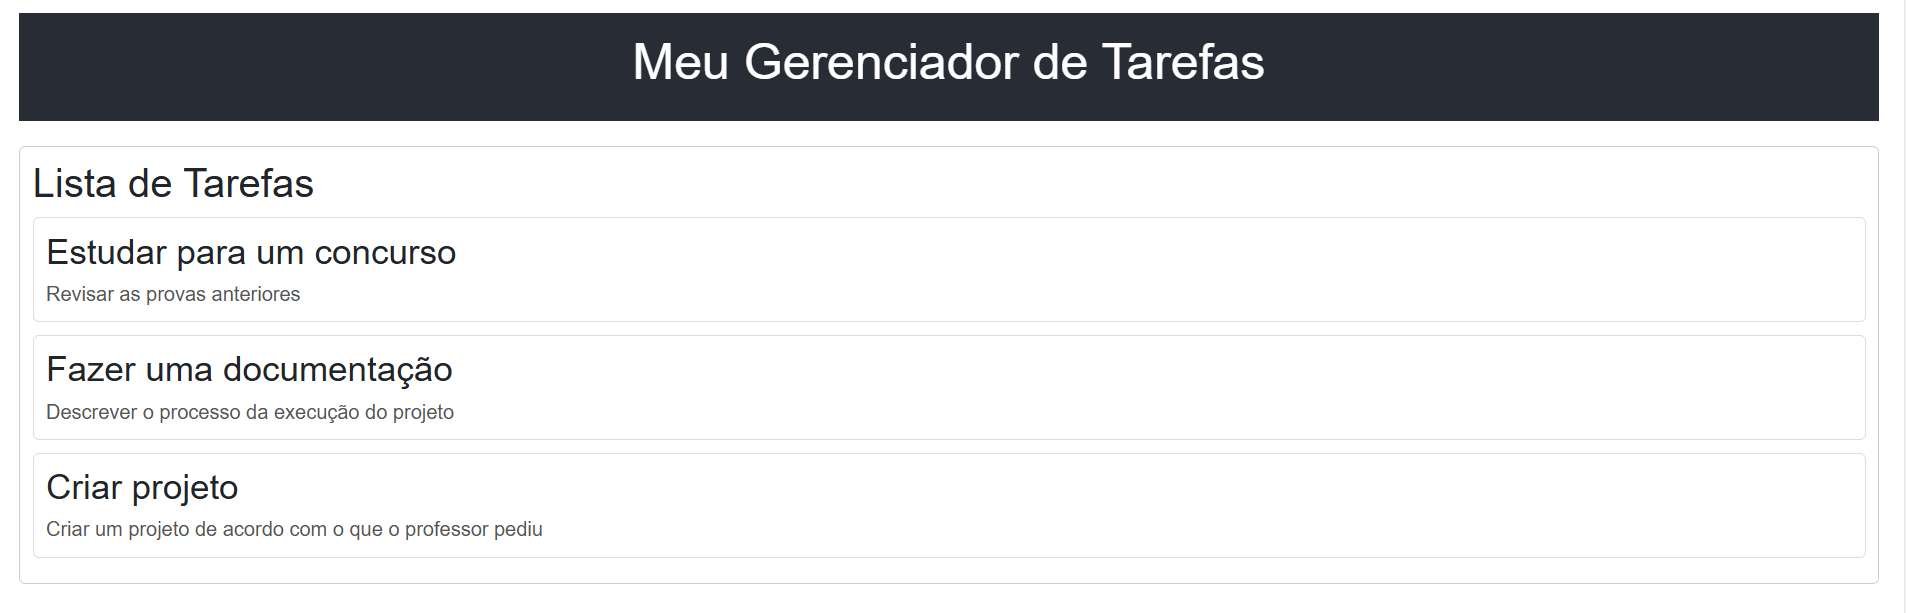 Meu Gerenciador de Tarefas
Lista de Tarefas
Estudar para um concurso
Revisar as provas anteriores
Fazer uma documentação
Descrever o processo da execução do projeto
Criar projeto
Criar um projeto de acordo com o que o professor pediu